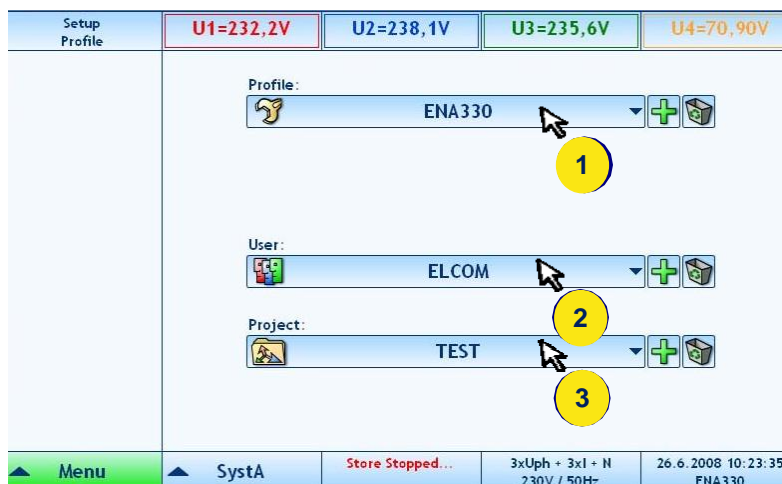 Setup
Profile
U1=232,2V
U2=238,1V
U3=235,6V
U4=70,90V
Profile:
ENA330
1
User:
ELCOM
2
Project:
TEST
3
Menu
SystA
Store Stopped...
3xUph + 3xI + N
230V / 50Hz
26.6.2008 10:23:35
ENA330